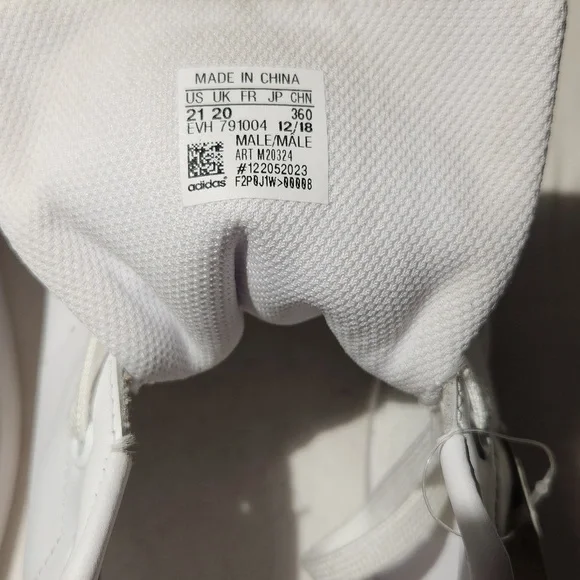 MADE IN CHINA
US UK FR JP CHN
21 20 360
EVH 791004 12/18
MALE/MALE
ART M20324
#122052023
adidas® F2P0J1W>00008